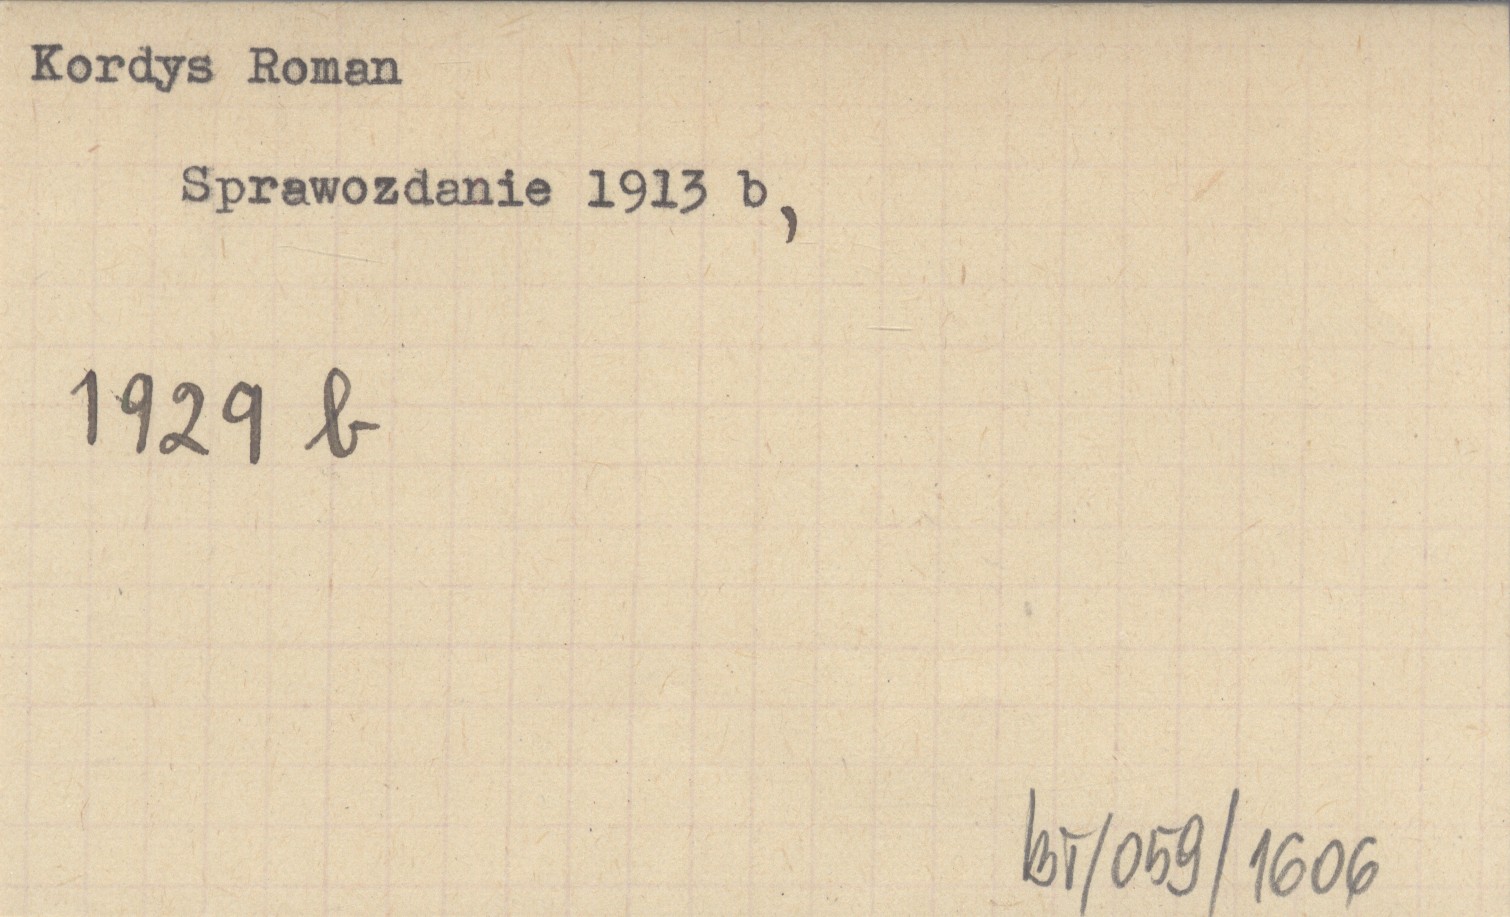 Kordys Roman
Sprawozdanie 1913 b,
1929 b
BT/059/1606